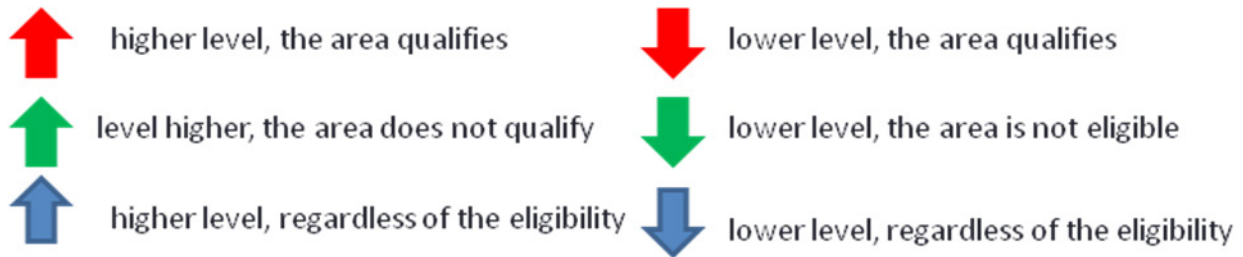 higher level, the area qualifies
lower level, the area qualifies
level higher, the area does not qualify
lower level, the area is not eligible
higher level, regardless of the eligibility
lower level, regardless of the eligibility